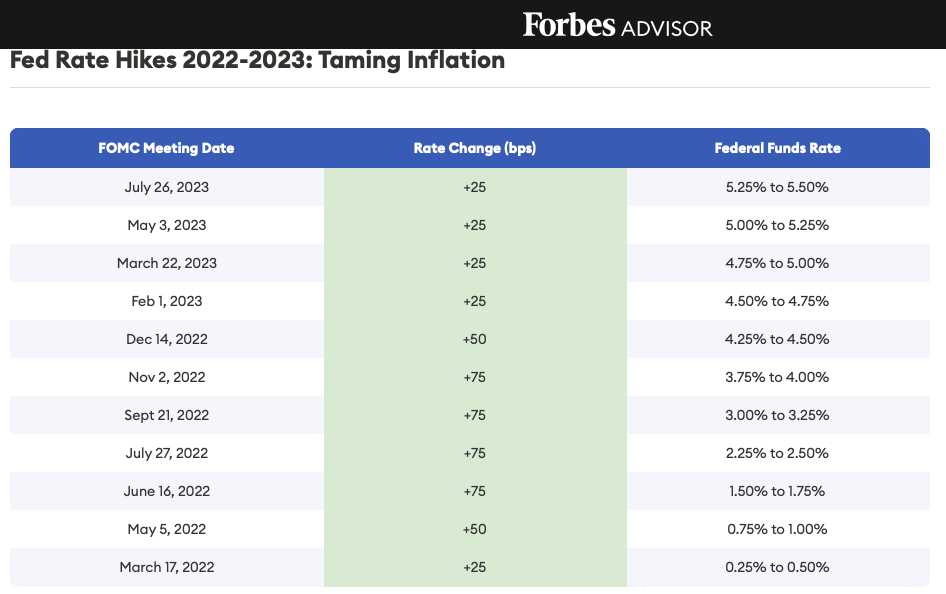 Forbes ADVISOR
Fed Rate Hikes 2022-2023: Taming Inflation
FOMC Meeting Date Rate Change (bps) Federal Funds Rate
July 26, 2023 +25 5.25% to 5.50%
May 3, 2023 +25 5.00% to 5.25%
March 22, 2023 +25 4.75% to 5.00%
Feb 1, 2023 +25 4.50% to 4.75%
Dec 14, 2022 +50 4.25% to 4.50%
Nov 2, 2022 +75 3.75% to 4.00%
Sept 21, 2022 +75 3.00% to 3.25%
July 27, 2022 +75 2.25% to 2.50%
June 16, 2022 +75 1.50% to 1.75%
May 5, 2022 +50 0.75% to 1.00%
March 17, 2022 +25 0.25% to 0.50%